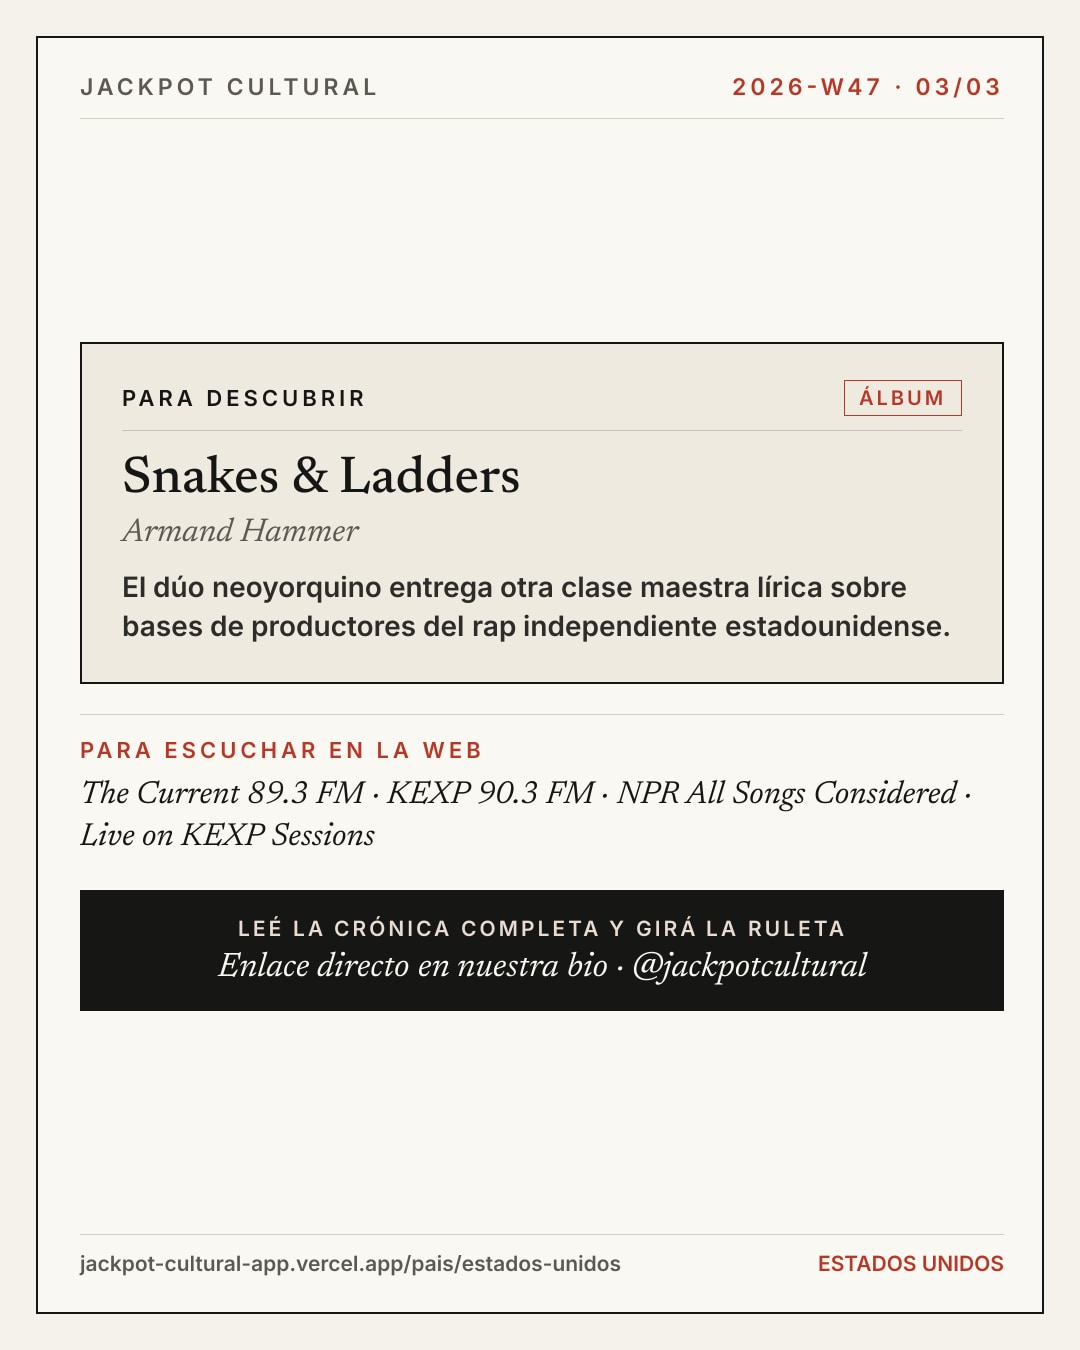 JACKPOT CULTURAL
2026-W47 · 03/03
PARA DESCUBRIR
ÁLBUM
Snakes & Ladders
Armand Hammer
El dúo neoyorquino entrega otra clase maestra lírica sobre
bases de productores del rap independiente estadounidense.
PARA ESCUCHAR EN LA WEB
The Current 89.3 FM · KEXP 90.3 FM · NPR All Songs Considered ·
Live on KEXP Sessions
LEÉ LA CRÓNICA COMPLETA Y GIRÁ LA RULETA
Enlace directo en nuestra bio · @jackpotcultural
jackpot-cultural-app.vercel.app/pais/estados-unidos
ESTADOS UNIDOS